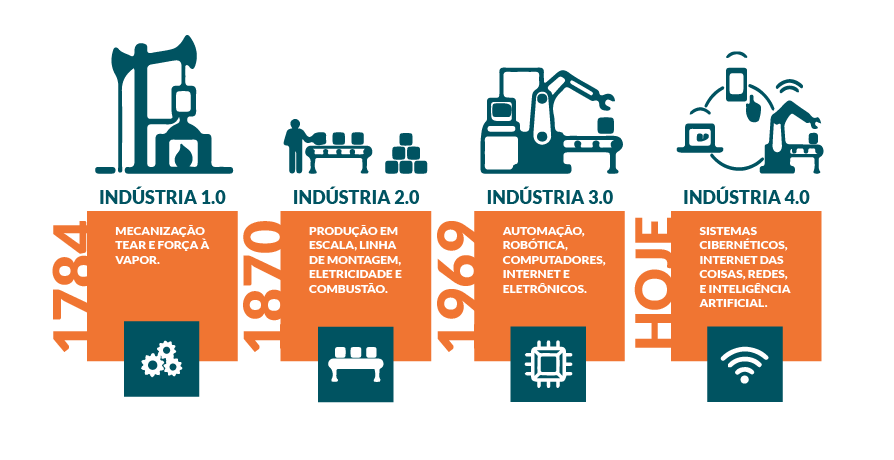 INDÚSTRIA 1.0
1784
MECANIZAÇÃO
TEAR E FORÇA À
VAPOR.
INDÚSTRIA 2.0
1870
PRODUÇÃO EM
ESCALA, LINHA
DE MONTAGEM,
ELETRICIDADE E
COMBUSTÃO.
INDÚSTRIA 3.0
1969
AUTOMAÇÃO,
ROBÓTICA,
COMPUTADORES,
INTERNET E
ELETRÔNICOS.
INDÚSTRIA 4.0
HOJE
SISTEMAS
CIBERNÉTICOS,
INTERNET DAS
COISAS, REDES,
E INTELIGÊNCIA
ARTIFICIAL.